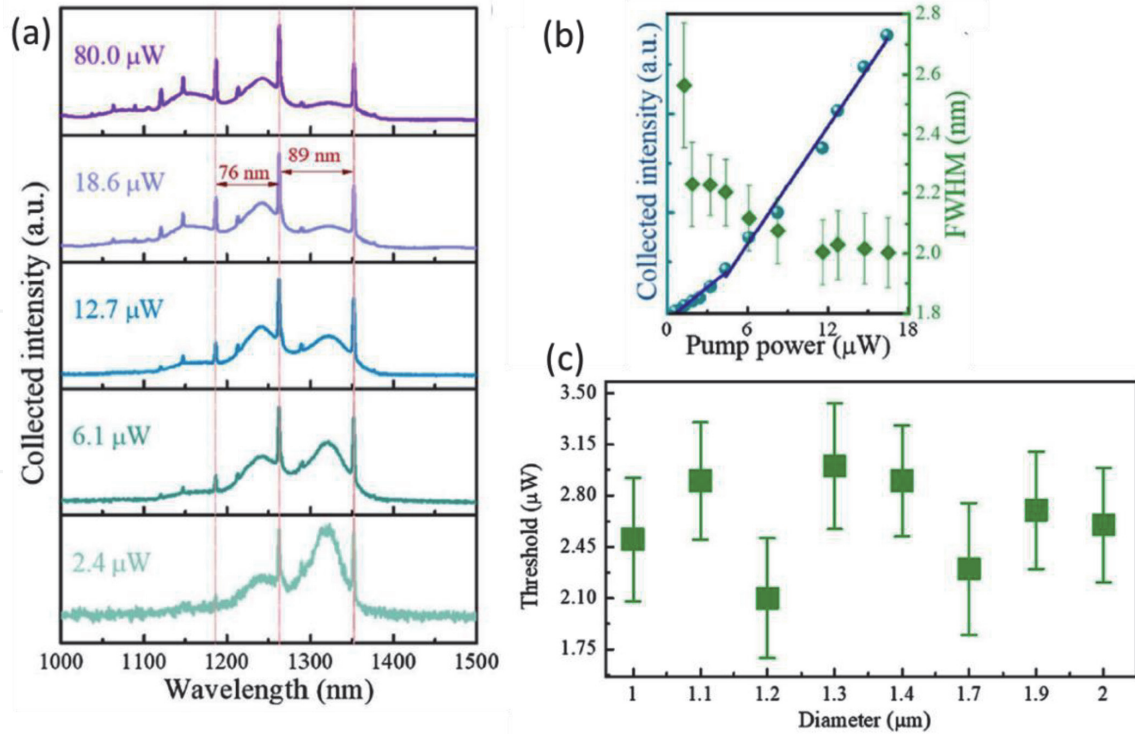 (a)
80.0 μW
18.6 μW
76 nm
89 nm
12.7 μW
6.1 μW
2.4 μW
Collected intensity (a.u.)
1000 1100 1200 1300 1400 1500
Wavelength (nm)
(b)
Collected intensity (a.u.)
2.8
2.6
2.4
2.2
2.0
1.8
FWHM (nm)
0 6 12 18
Pump power (μW)
(c)
Threshold (μW)
3.50
3.15
2.80
2.45
2.10
1.75
1 1.1 1.2 1.3 1.4 1.7 1.9 2
Diameter (μm)